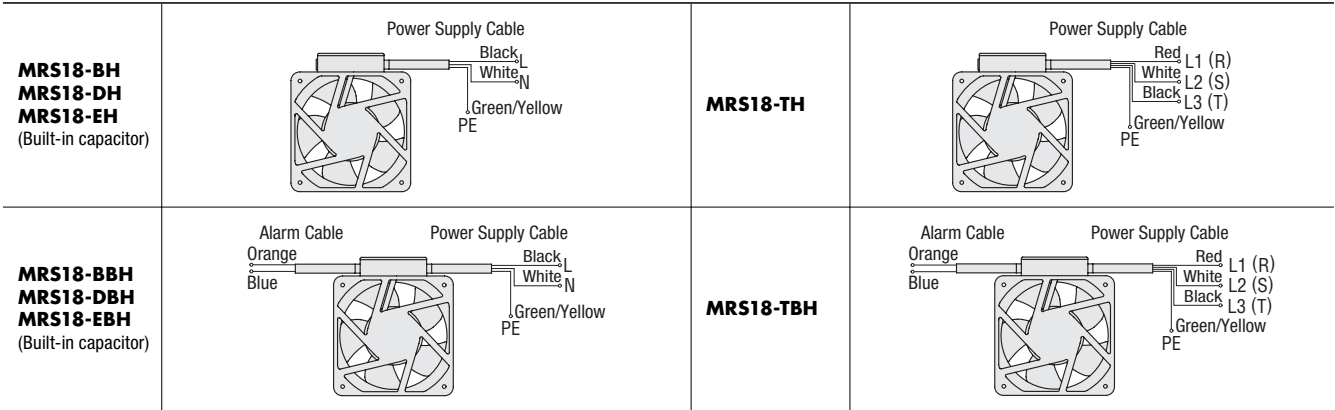 MRS18-BH
MRS18-DH
MRS18-EH
(Built-in capacitor)
Power Supply Cable
Black L
White N
Green/Yellow
PE
MRS18-TH
Power Supply Cable
Red L1 (R)
White L2 (S)
Black L3 (T)
Green/Yellow
PE
MRS18-BBH
MRS18-DBH
MRS18-EBH
(Built-in capacitor)
Alarm Cable
Orange
Blue
Power Supply Cable
Black L
White N
Green/Yellow
PE
MRS18-TBH
Alarm Cable
Orange
Blue
Power Supply Cable
Red L1 (R)
White L2 (S)
Black L3 (T)
Green/Yellow
PE